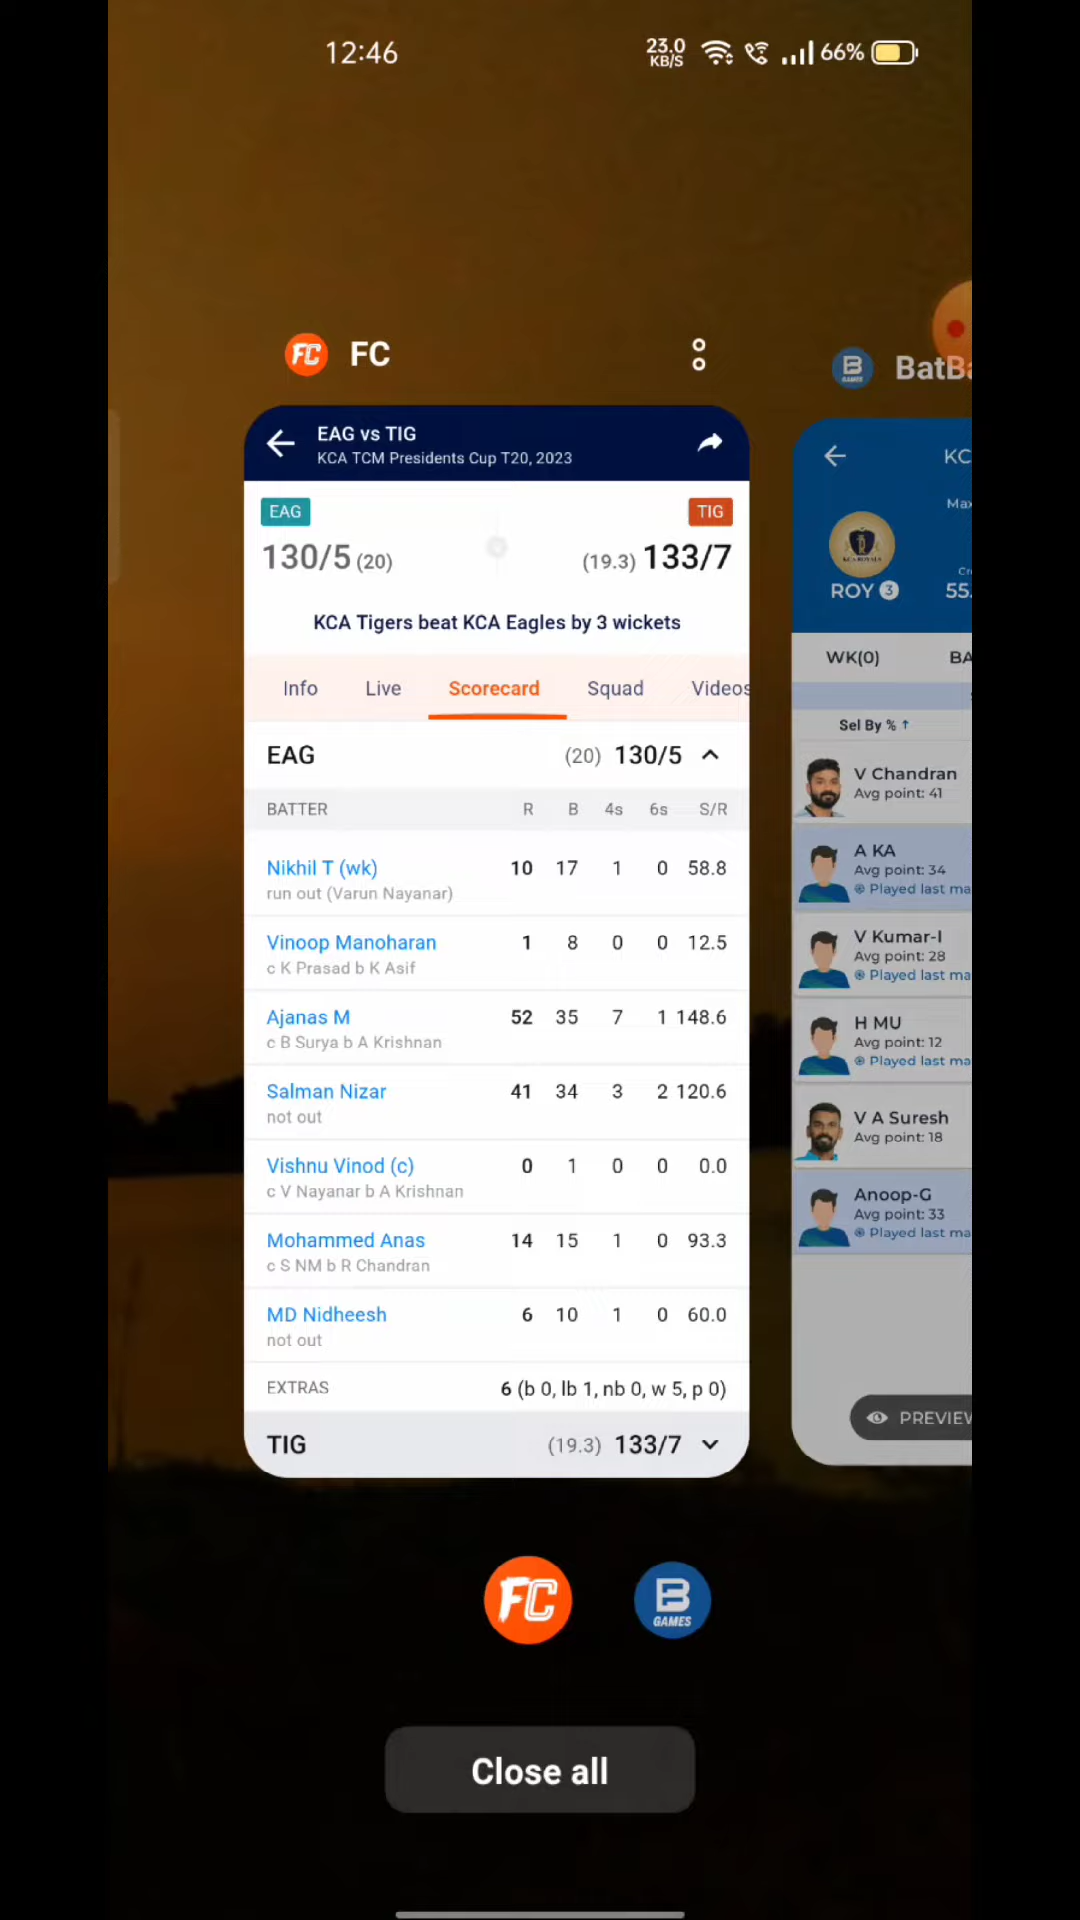 12:46
23.0
KB/S
66%
FC
FC
EAG vs TIG
KCA TCM Presidents Cup T20, 2023
EAG
TIG
130/5 (20)
(19.3) 133/7
KCA Tigers beat KCA Eagles by 3 wickets
Info Live Scorecard Squad Videos
EAG (20) 130/5
BATTER R B 4s 6s S/R
Nikhil T (wk) 10 17 1 0 58.8
run out (Varun Nayanar)
Vinoop Manoharan 1 8 0 0 12.5
c K Prasad b K Asif
Ajanas M 52 35 7 1 148.6
c B Surya b A Krishnan
Salman Nizar 41 34 3 2 120.6
not out
Vishnu Vinod (c) 0 1 0 0 0.0
c V Nayanar b A Krishnan
Mohammed Anas 14 15 1 0 93.3
c S NM b R Chandran
MD Nidheesh 6 10 1 0 60.0
not out
EXTRAS 6 (b 0, lb 1, nb 0, w 5, p 0)
TIG (19.3) 133/7
B
GAMES
BatBa
KC
Max
Cr
ROY 3
55.
WK(0) BA
Sel By % ↑
V Chandran
Avg point: 41
A KA
Avg point: 34
Played last ma
V Kumar-I
Avg point: 28
Played last ma
H MU
Avg point: 12
Played last ma
V A Suresh
Avg point: 18
Anoop-G
Avg point: 33
Played last ma
PREVIEW
FC
B
GAMES
Close all